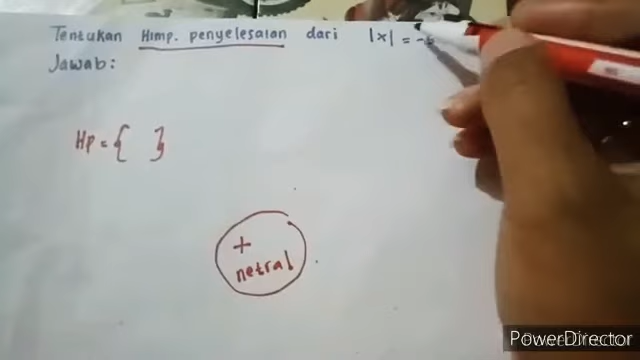 Tentukan Himp. penyelesaian dari |x| = -
Jawab:
Hp = { }
+
netral
PowerDirector